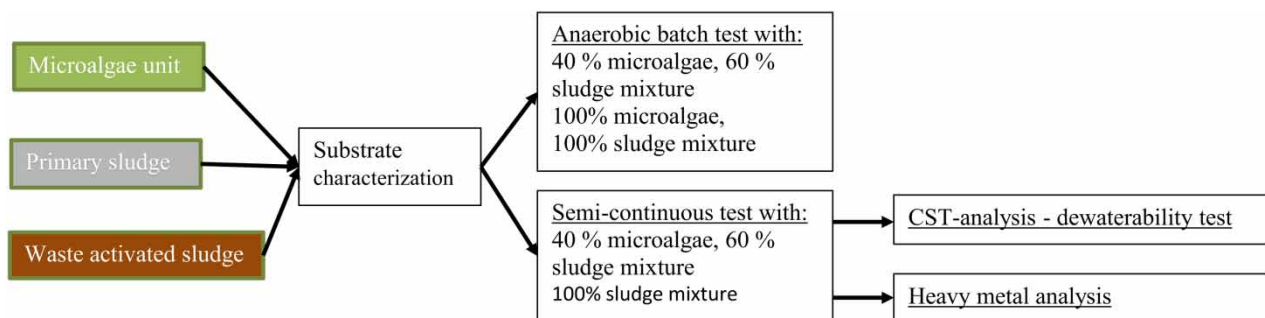 Microalgae unit
Primary sludge
Waste activated sludge
Substrate
characterization
Anaerobic batch test with:
40 % microalgae, 60 %
sludge mixture
100% microalgae,
100% sludge mixture
Semi-continuous test with:
40 % microalgae, 60 %
sludge mixture
100% sludge mixture
CST-analysis - dewaterability test
Heavy metal analysis